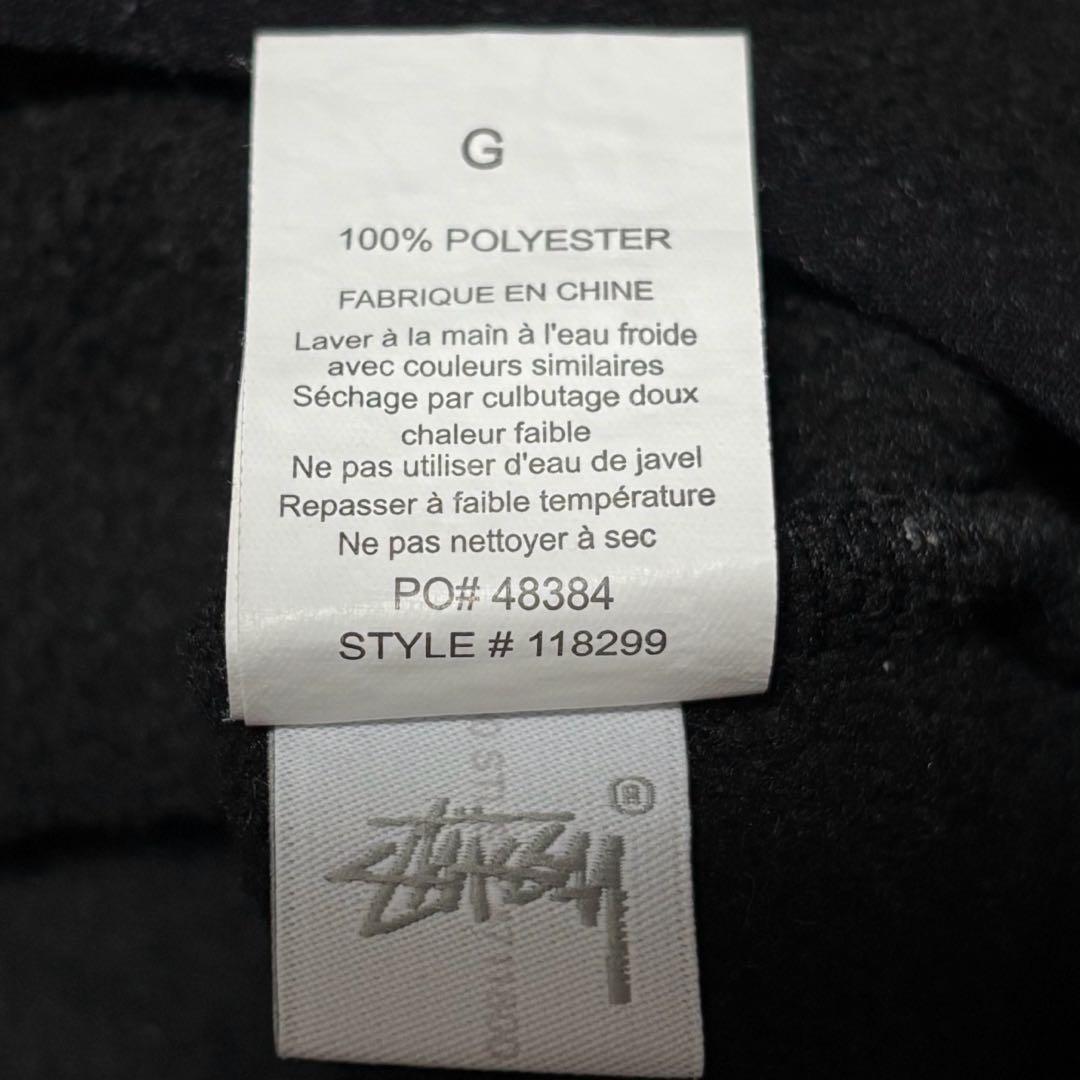 G
100% POLYESTER
FABRIQUE EN CHINE
Laver à la main à l'eau froide
avec couleurs similaires
Séchage par culbutage doux
chaleur faible
Ne pas utiliser d'eau de javel
Repasser à faible température
Ne pas nettoyer à sec
PO# 48384
STYLE # 118299
Stüssy ®